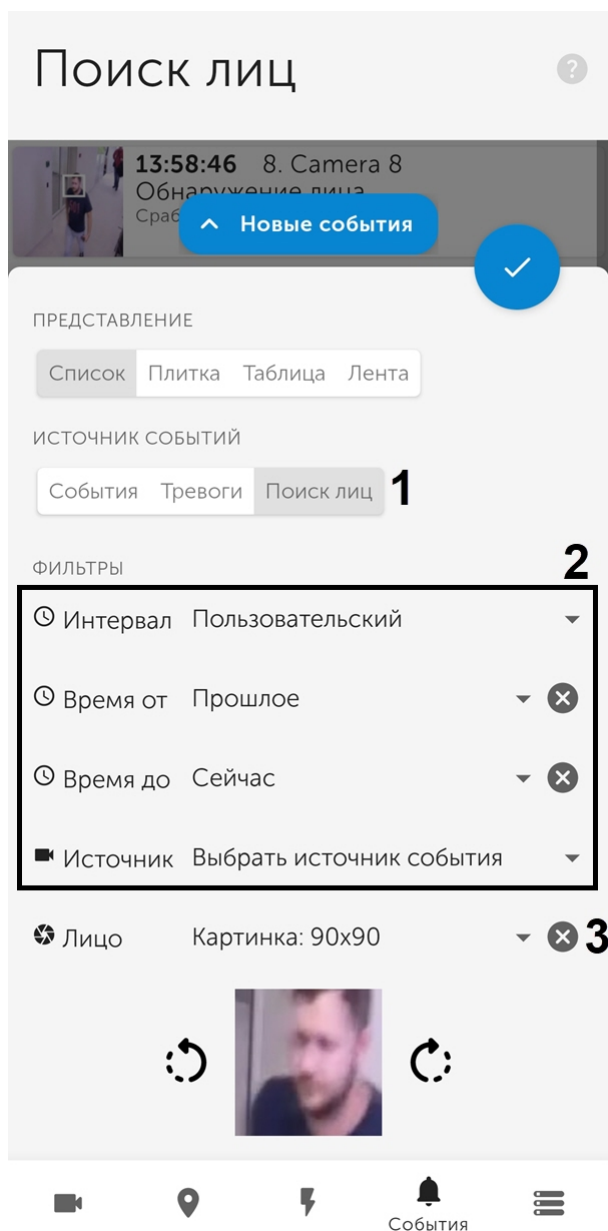 Поиск лиц
?
13:58:46 8. Camera 8
Обнаружение лица
Сраб
Новые события
ПРЕДСТАВЛЕНИЕ
Список Плитка Таблица Лента
ИСТОЧНИК СОБЫТИЙ
События Тревоги Поиск лиц 1
ФИЛЬТРЫ 2
Интервал Пользовательский
Время от Прошлое
Время до Сейчас
Источник Выбрать источник события
Лицо Картинка: 90x90 3
События